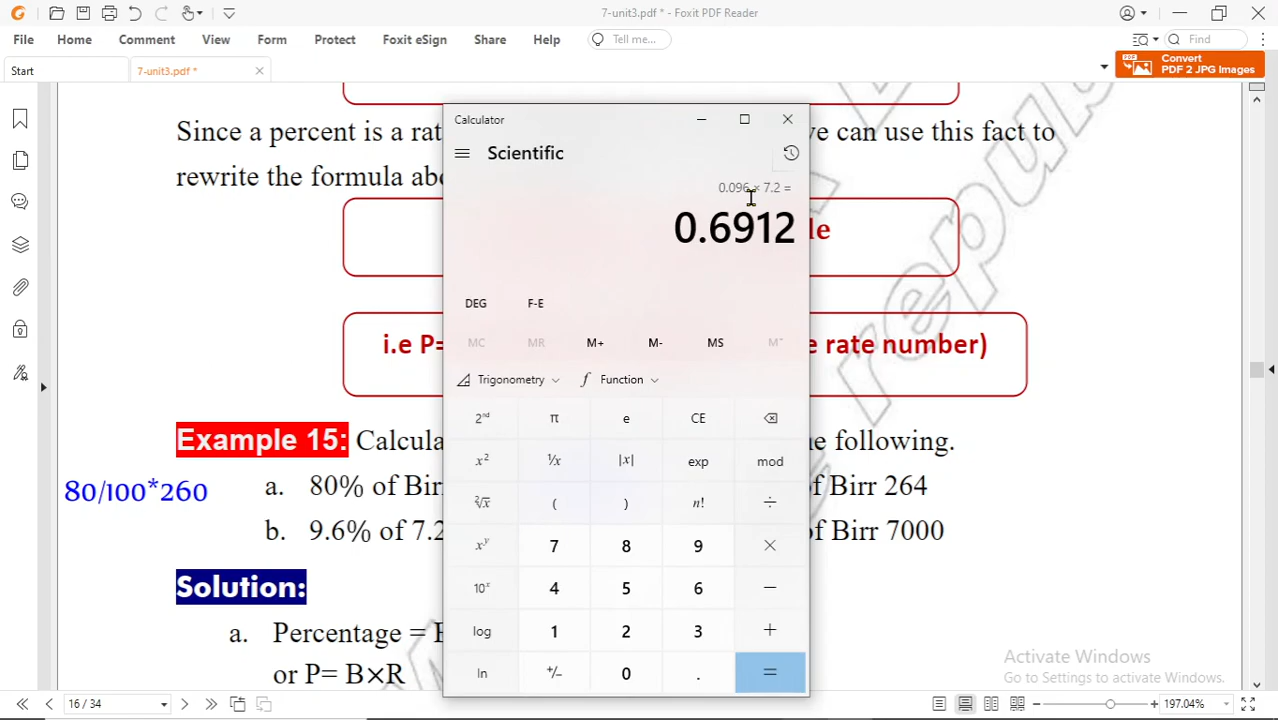 7-unit3.pdf * - Foxit PDF Reader
File Home Comment View Form Protect Foxit eSign Share Help Tell me... Find
Start 7-unit3.pdf * Convert PDF 2 JPG Images
Since a percent is a rat
ve can use this fact to
rewrite the formula abo
le
i.e P=
e rate number)
Example 15: Calcula
he following.
80/100*260
a. 80% of Bir
f Birr 264
b. 9.6% of 7.2
of Birr 7000
Solution:
a. Percentage =
or P= B×R
Calculator
Scientific
0.096 × 7.2 =
0.6912
DEG F-E
MC MR M+ M- MS M˅
Trigonometry Function
2ⁿᵈ π e CE
x² ¹/x |x| exp mod
²√x ( ) n! ÷
xʸ 7 8 9 ×
10ˣ 4 5 6 −
log 1 2 3 +
ln +/− 0 . =
Activate Windows
Go to Settings to activate Windows.
16 / 34 197.04%